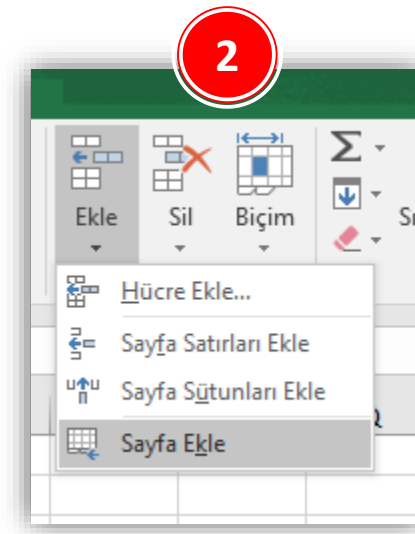 2
Ekle Sil Biçim
Hücre Ekle...
Sayfa Satırları Ekle
Sayfa Sütunları Ekle
Sayfa Ekle